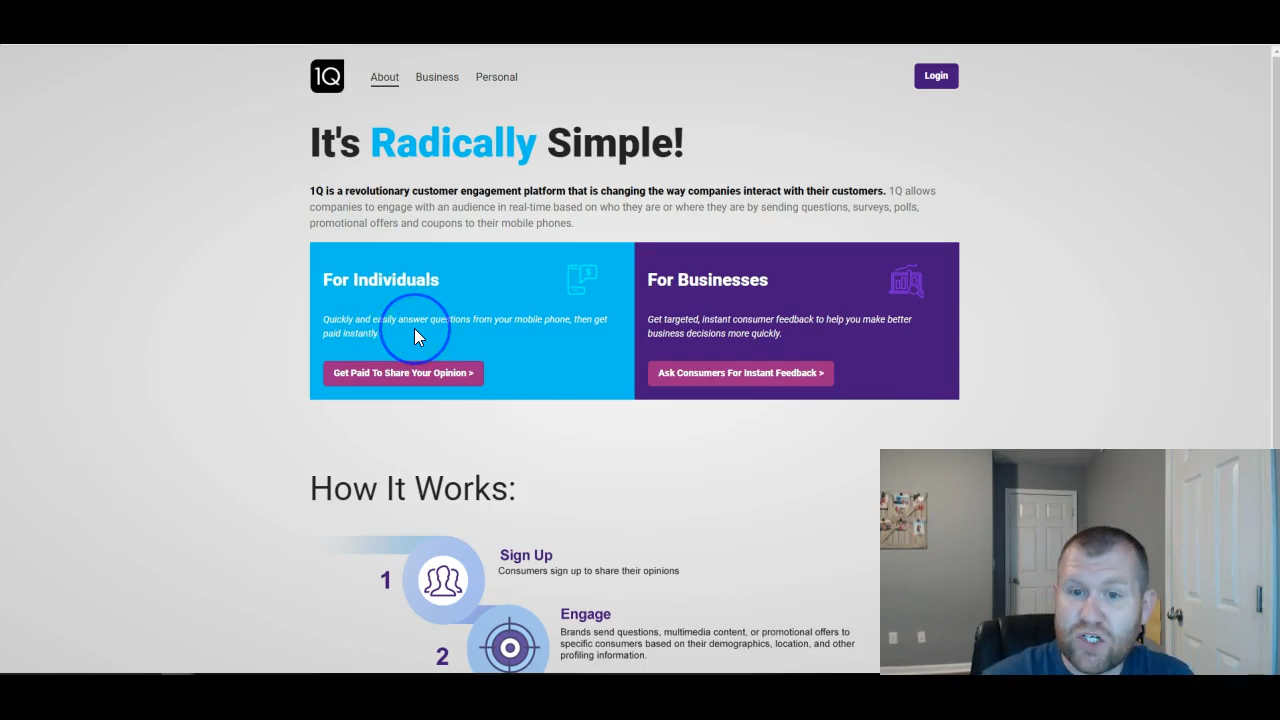 1Q
About Business Personal
Login
It's Radically Simple!
1Q is a revolutionary customer engagement platform that is changing the way companies interact with their customers. 1Q allows
companies to engage with an audience in real-time based on who they are or where they are by sending questions, surveys, polls,
promotional offers and coupons to their mobile phones.
For Individuals
Quickly and easily answer questions from your mobile phone, then get
paid instantly.
Get Paid To Share Your Opinion >
For Businesses
Get targeted, instant consumer feedback to help you make better
business decisions more quickly.
Ask Consumers For Instant Feedback >
How It Works:
1
Sign Up
Consumers sign up to share their opinions
2
Engage
Brands send questions, multimedia content, or promotional offers to
specific consumers based on their demographics, location, and other
profiling information.